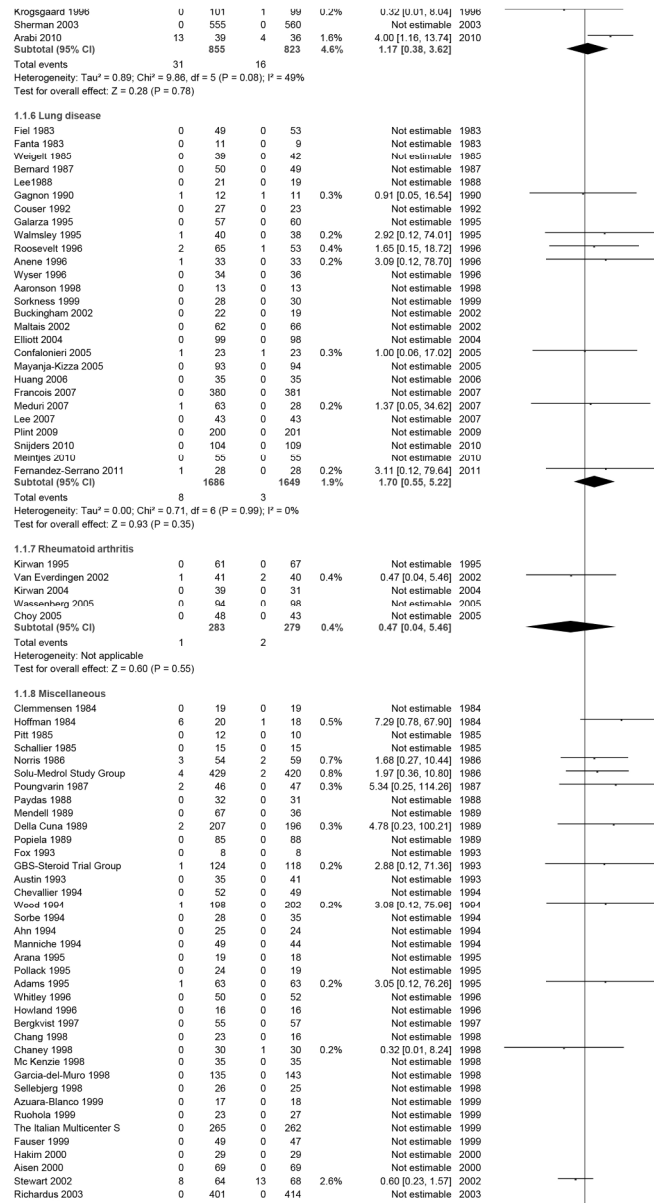 Krogsgaard 1996 0 101 1 99 0.2% 0.32 [0.01, 8.04] 1996
Sherman 2003 0 555 0 560 Not estimable 2003
Arabi 2010 13 39 4 36 1.6% 4.00 [1.16, 13.74] 2010
Subtotal (95% CI) 855 823 4.6% 1.17 [0.38, 3.62]
Total events 31 16
Heterogeneity: Tau² = 0.89; Chi² = 9.86, df = 5 (P = 0.08); I² = 49%
Test for overall effect: Z = 0.28 (P = 0.78)
1.1.6 Lung disease
Fiel 1983 0 49 0 53 Not estimable 1983
Fanta 1983 0 11 0 9 Not estimable 1983
Weigelt 1985 0 39 0 42 Not estimable 1985
Bernard 1987 0 50 0 49 Not estimable 1987
Lee1988 0 21 0 19 Not estimable 1988
Gagnon 1990 1 12 1 11 0.3% 0.91 [0.05, 16.54] 1990
Couser 1992 0 27 0 23 Not estimable 1992
Galarza 1995 0 57 0 60 Not estimable 1995
Walmsley 1995 1 40 0 38 0.2% 2.92 [0.12, 74.01] 1995
Roosevelt 1996 2 65 1 53 0.4% 1.65 [0.15, 18.72] 1996
Anene 1996 1 33 0 33 0.2% 3.09 [0.12, 78.70] 1996
Wyser 1996 0 34 0 36 Not estimable 1996
Aaronson 1998 0 13 0 13 Not estimable 1998
Sorkness 1999 0 28 0 30 Not estimable 1999
Buckingham 2002 0 22 0 19 Not estimable 2002
Maltais 2002 0 62 0 66 Not estimable 2002
Elliott 2004 0 99 0 98 Not estimable 2004
Confalonieri 2005 1 23 1 23 0.3% 1.00 [0.06, 17.02] 2005
Mayanja-Kizza 2005 0 93 0 94 Not estimable 2005
Huang 2006 0 35 0 35 Not estimable 2006
Francois 2007 0 380 0 381 Not estimable 2007
Meduri 2007 1 63 0 28 0.2% 1.37 [0.05, 34.62] 2007
Lee 2007 0 43 0 43 Not estimable 2007
Plint 2009 0 200 0 201 Not estimable 2009
Snijders 2010 0 104 0 109 Not estimable 2010
Meintjes 2010 0 55 0 55 Not estimable 2010
Fernandez-Serrano 2011 1 28 0 28 0.2% 3.11 [0.12, 79.64] 2011
Subtotal (95% CI) 1686 1649 1.9% 1.70 [0.55, 5.22]
Total events 8 3
Heterogeneity: Tau² = 0.00; Chi² = 0.71, df = 6 (P = 0.99); I² = 0%
Test for overall effect: Z = 0.93 (P = 0.35)
1.1.7 Rheumatoid arthritis
Kirwan 1995 0 61 0 67 Not estimable 1995
Van Everdingen 2002 1 41 2 40 0.4% 0.47 [0.04, 5.46] 2002
Kirwan 2004 0 39 0 31 Not estimable 2004
Wassenberg 2005 0 94 0 98 Not estimable 2005
Choy 2005 0 48 0 43 Not estimable 2005
Subtotal (95% CI) 283 279 0.4% 0.47 [0.04, 5.46]
Total events 1 2
Heterogeneity: Not applicable
Test for overall effect: Z = 0.60 (P = 0.55)
1.1.8 Miscellaneous
Clemmensen 1984 0 19 0 19 Not estimable 1984
Hoffman 1984 6 20 1 18 0.5% 7.29 [0.78, 67.90] 1984
Pitt 1985 0 12 0 10 Not estimable 1985
Schallier 1985 0 15 0 15 Not estimable 1985
Norris 1986 3 54 2 59 0.7% 1.68 [0.27, 10.44] 1986
Solu-Medrol Study Group 4 429 2 420 0.8% 1.97 [0.36, 10.80] 1986
Poungvarin 1987 2 46 0 47 0.3% 5.34 [0.25, 114.26] 1987
Paydas 1988 0 32 0 31 Not estimable 1988
Mendell 1989 0 67 0 36 Not estimable 1989
Della Cuna 1989 2 207 0 196 0.3% 4.78 [0.23, 100.21] 1989
Popiela 1989 0 85 0 88 Not estimable 1989
Fox 1993 0 8 0 8 Not estimable 1993
GBS-Steroid Trial Group 1 124 0 118 0.2% 2.88 [0.12, 71.36] 1993
Austin 1993 0 35 0 41 Not estimable 1993
Chevallier 1994 0 52 0 49 Not estimable 1994
Wood 1994 1 198 0 202 0.2% 3.08 [0.12, 75.96] 1994
Sorbe 1994 0 28 0 35 Not estimable 1994
Ahn 1994 0 25 0 24 Not estimable 1994
Manniche 1994 0 49 0 44 Not estimable 1994
Arana 1995 0 19 0 18 Not estimable 1995
Pollack 1995 0 24 0 19 Not estimable 1995
Adams 1995 1 63 0 63 0.2% 3.05 [0.12, 76.26] 1995
Whitley 1996 0 50 0 52 Not estimable 1996
Howland 1996 0 16 0 16 Not estimable 1996
Bergkvist 1997 0 55 0 57 Not estimable 1997
Chang 1998 0 23 0 16 Not estimable 1998
Chaney 1998 0 30 1 30 0.2% 0.32 [0.01, 8.24] 1998
Mc Kenzie 1998 0 35 0 35 Not estimable 1998
Garcia-del-Muro 1998 0 135 0 143 Not estimable 1998
Sellebjerg 1998 0 26 0 25 Not estimable 1998
Azuara-Blanco 1999 0 17 0 18 Not estimable 1999
Ruohola 1999 0 23 0 27 Not estimable 1999
The Italian Multicenter S 0 265 0 262 Not estimable 1999
Fauser 1999 0 49 0 47 Not estimable 1999
Hakim 2000 0 29 0 29 Not estimable 2000
Aisen 2000 0 69 0 69 Not estimable 2000
Stewart 2002 8 64 13 68 2.6% 0.60 [0.23, 1.57] 2002
Richardus 2003 0 401 0 414 Not estimable 2003